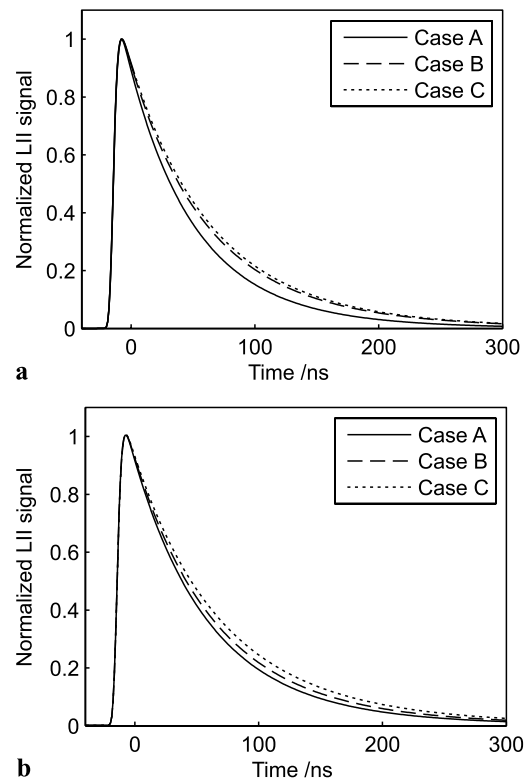 1
0.8
0.6
0.4
0.2
0
Normalized LII signal
Case A
Case B
Case C
0 100 200 300
Time /ns
a
1
0.8
0.6
0.4
0.2
0
Normalized LII signal
Case A
Case B
Case C
0 100 200 300
Time /ns
b